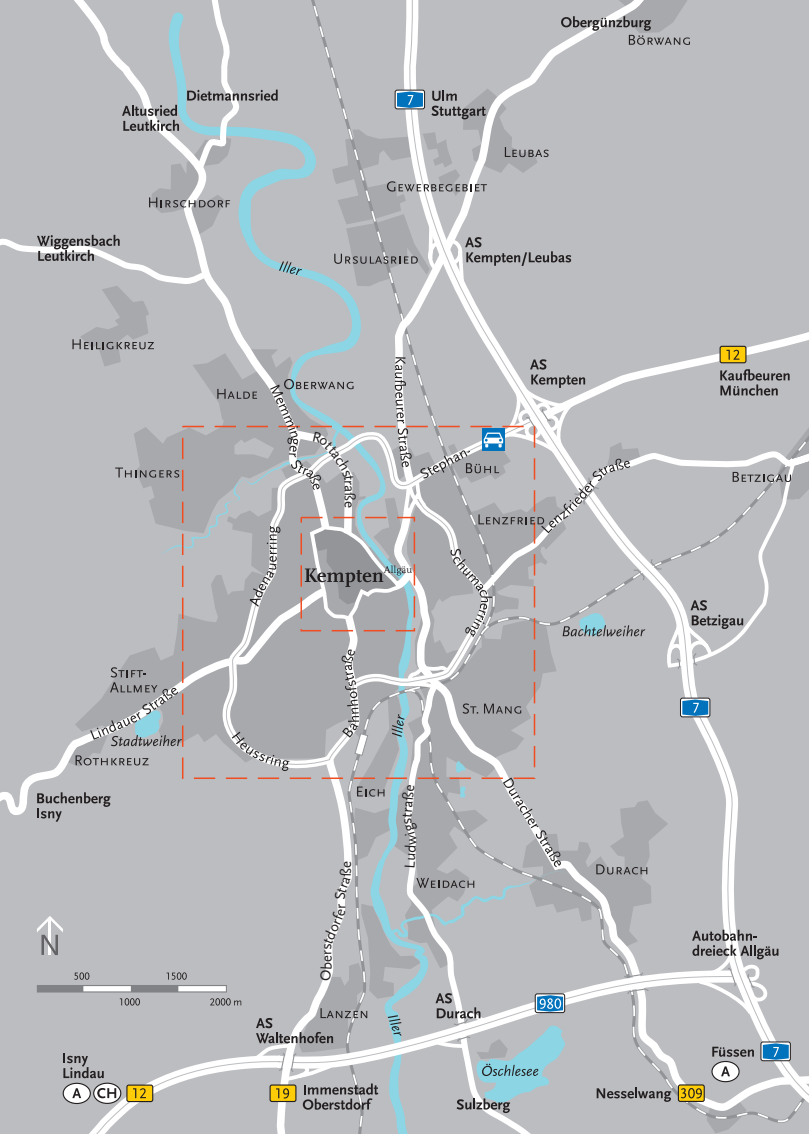 Obergünzburg
BÖRWANG
Dietmannsried
7
Ulm
Stuttgart
Altusried
Leutkirch
LEUBAS
GEWERBEGEBIET
HIRSCHDORF
Wiggensbach
Leutkirch
AS
Kempten/Leubas
URSULASRIED
Iller
HEILIGKREUZ
12
AS
Kempten
Kaufbeuren
München
OBERWANG
HALDE
Kaufbeurer Straße
Memminger Straße
Rottachstraße
Stephan-
BÜHL
THINGERS
Lenzfrieder Straße
BETZIGAU
LENZFRIED
Adenauerring
Schumacherring
Kempten
Allgäu
AS
Betzigau
Bachtelweiher
STIFT-
ALLMEY
Bahnhofstraße
Lindauer Straße
7
ST. MANG
Iller
Stadtweiher
Heussring
ROTHKREUZ
Buchenberg
Isny
EICH
Ludwigstraße
Duracher Straße
DURACH
WEIDACH
Oberstdorfer Straße
Autobahn-
dreieck Allgäu
N
500
1500
1000
2000 m
980
LANZEN
AS
Durach
Iller
AS
Waltenhofen
Isny
Lindau
A
CH
12
19
Immenstadt
Oberstdorf
Öschlesee
Sulzberg
Füssen
7
A
Nesselwang
309